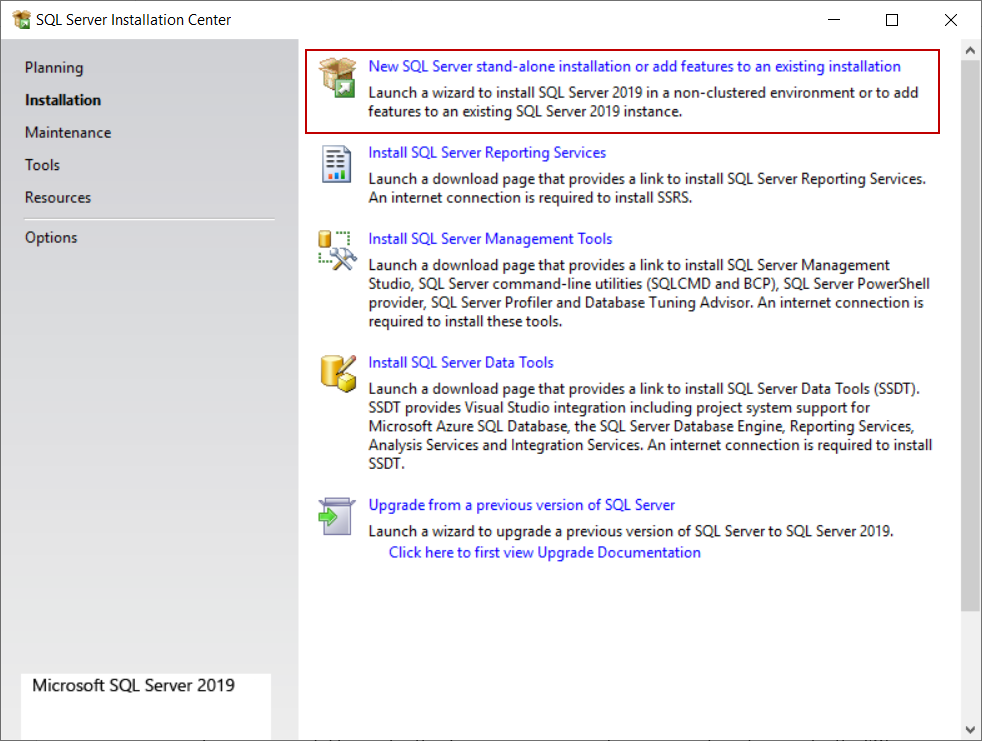 SQL Server Installation Center
Planning
Installation
Maintenance
Tools
Resources
Options
New SQL Server stand-alone installation or add features to an existing installation
Launch a wizard to install SQL Server 2019 in a non-clustered environment or to add
features to an existing SQL Server 2019 instance.
Install SQL Server Reporting Services
Launch a download page that provides a link to install SQL Server Reporting Services.
An internet connection is required to install SSRS.
Install SQL Server Management Tools
Launch a download page that provides a link to install SQL Server Management
Studio, SQL Server command-line utilities (SQLCMD and BCP), SQL Server PowerShell
provider, SQL Server Profiler and Database Tuning Advisor. An internet connection is
required to install these tools.
Install SQL Server Data Tools
Launch a download page that provides a link to install SQL Server Data Tools (SSDT).
SSDT provides Visual Studio integration including project system support for
Microsoft Azure SQL Database, the SQL Server Database Engine, Reporting Services,
Analysis Services and Integration Services. An internet connection is required to install
SSDT.
Upgrade from a previous version of SQL Server
Launch a wizard to upgrade a previous version of SQL Server to SQL Server 2019.
Click here to first view Upgrade Documentation
Microsoft SQL Server 2019